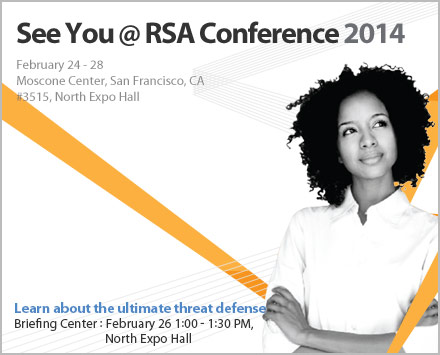 See You @ RSA Conference 2014
February 24 - 28
Moscone Center, San Francisco, CA
#3515, North Expo Hall
Learn about the ultimate threat defense
Briefing Center : February 26 1:00 - 1:30 PM,
North Expo Hall